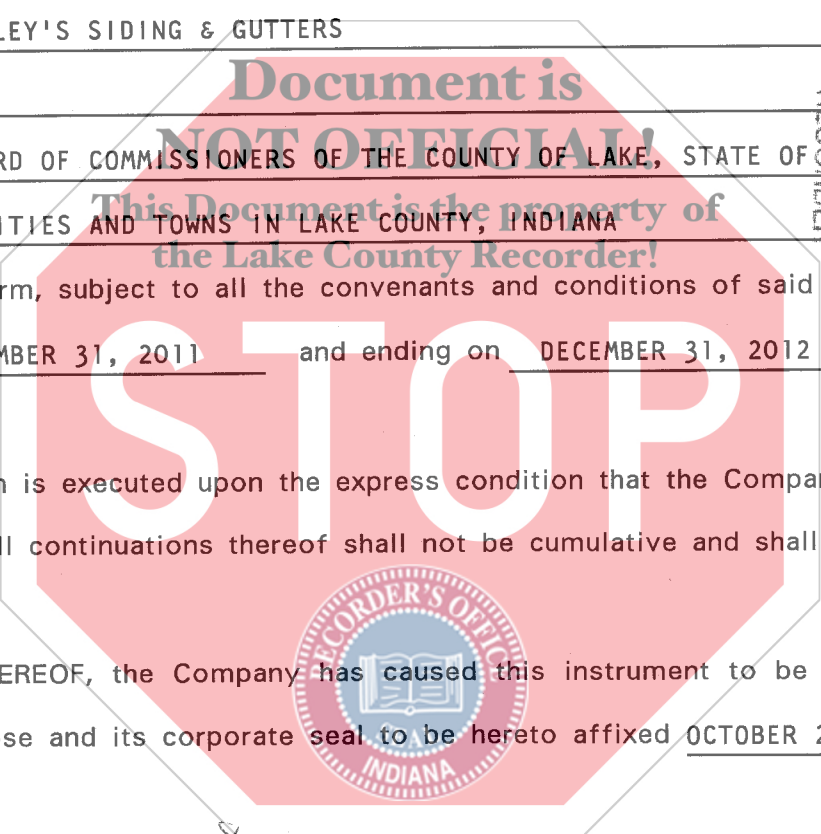 LEY'S SIDING & GUTTERS
Document is
NOT OFFICIAL!
RD OF COMMISSIONERS OF THE COUNTY OF LAKE, STATE OF
This Document is the property of
ITIES AND TOWNS IN LAKE COUNTY, INDIANA
the Lake County Recorder!
rm, subject to all the convenants and conditions of said
MBER 31, 2011 and ending on DECEMBER 31, 2012
STOP
n is executed upon the express condition that the Compan
ll continuations thereof shall not be cumulative and shall
RECORDER'S OFFICE
EREOF, the Company has caused this instrument to be
se and its corporate seal to be hereto affixed OCTOBER 2
INDIANA